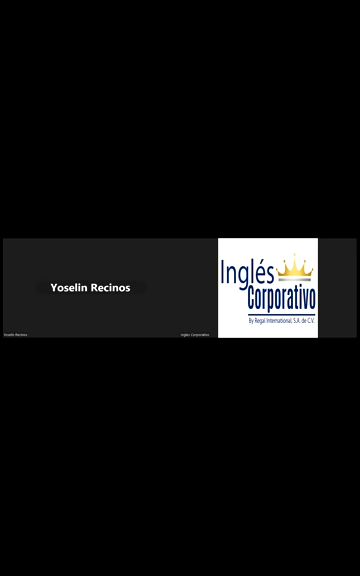 Yoselin Recinos
Inglés
Corporativo
By Regal International, S.A. de C.V.
Yoselin Recinos
Inglés Corporativo